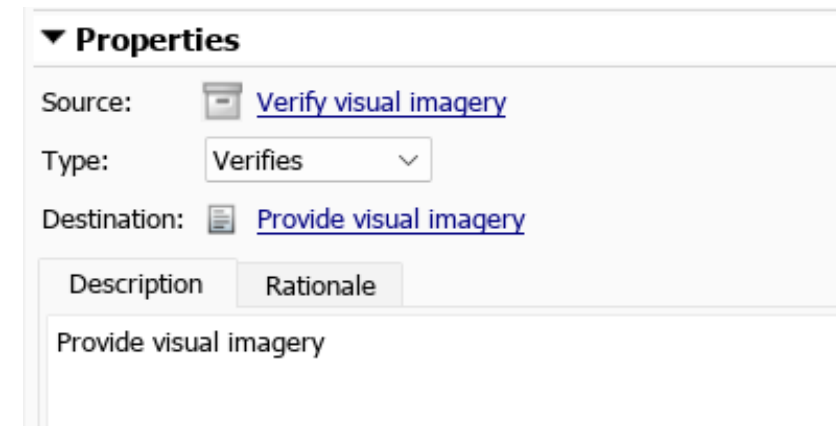 Properties
Source: Verify visual imagery
Type: Verifies
Destination: Provide visual imagery
Description Rationale
Provide visual imagery